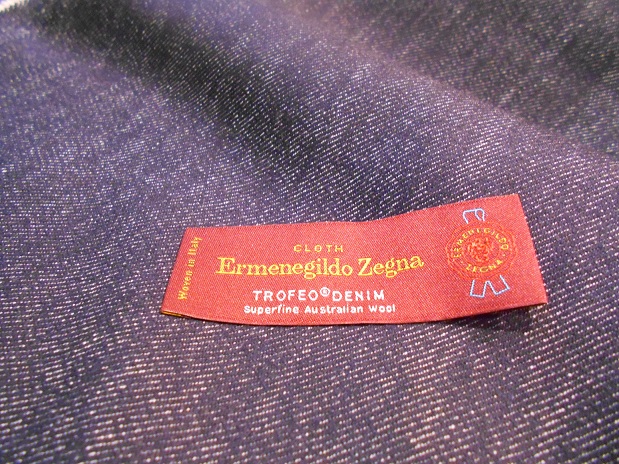 Woven in Italy
CLOTH
Ermenegildo Zegna
TROFEO® DENIM
Superfine Australian Wool
ERMENEGILDO
ZEGNA